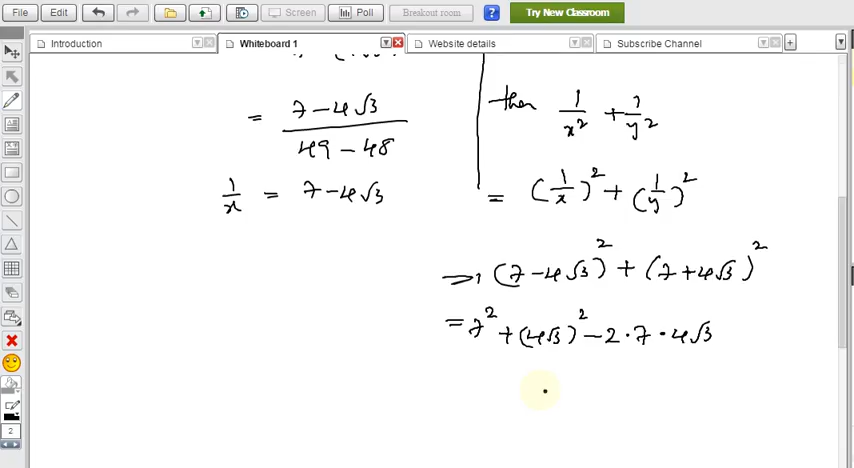 File Edit Screen Poll Breakout room ? Try New Classroom
Introduction Whiteboard 1 Website details Subscribe Channel +
= 7 – 4√3 / 49 – 48
1/x = 7 – 4√3
then 1/x² + 1/y²
= (1/x)² + (1/y)²
⇒ (7 – 4√3)² + (7 + 4√3)²
= 7² + (4√3)² – 2 · 7 · 4√3
2